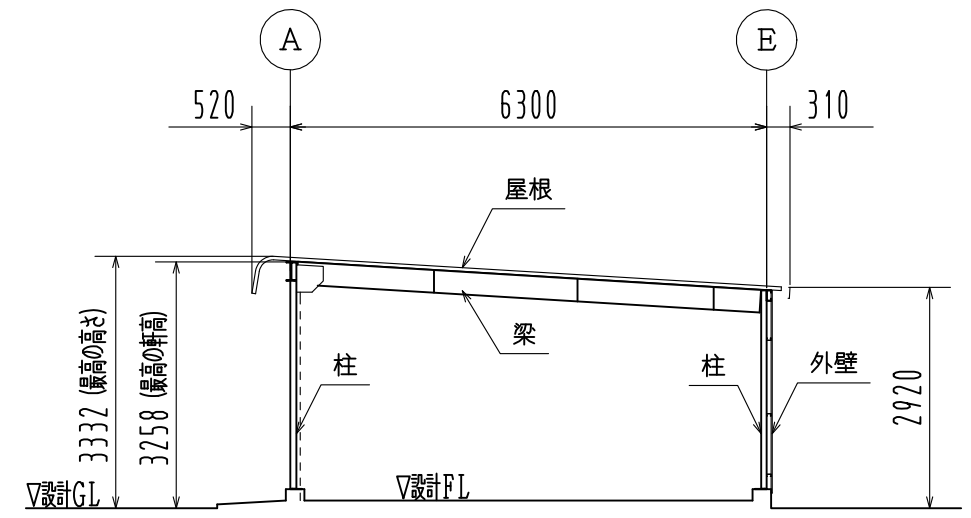 A
E
520
6300
310
屋根
梁
柱
柱
外壁
3332 (最高の高さ)
3258 (最高の軒高)
2920
▽設計GL
▽設計FL